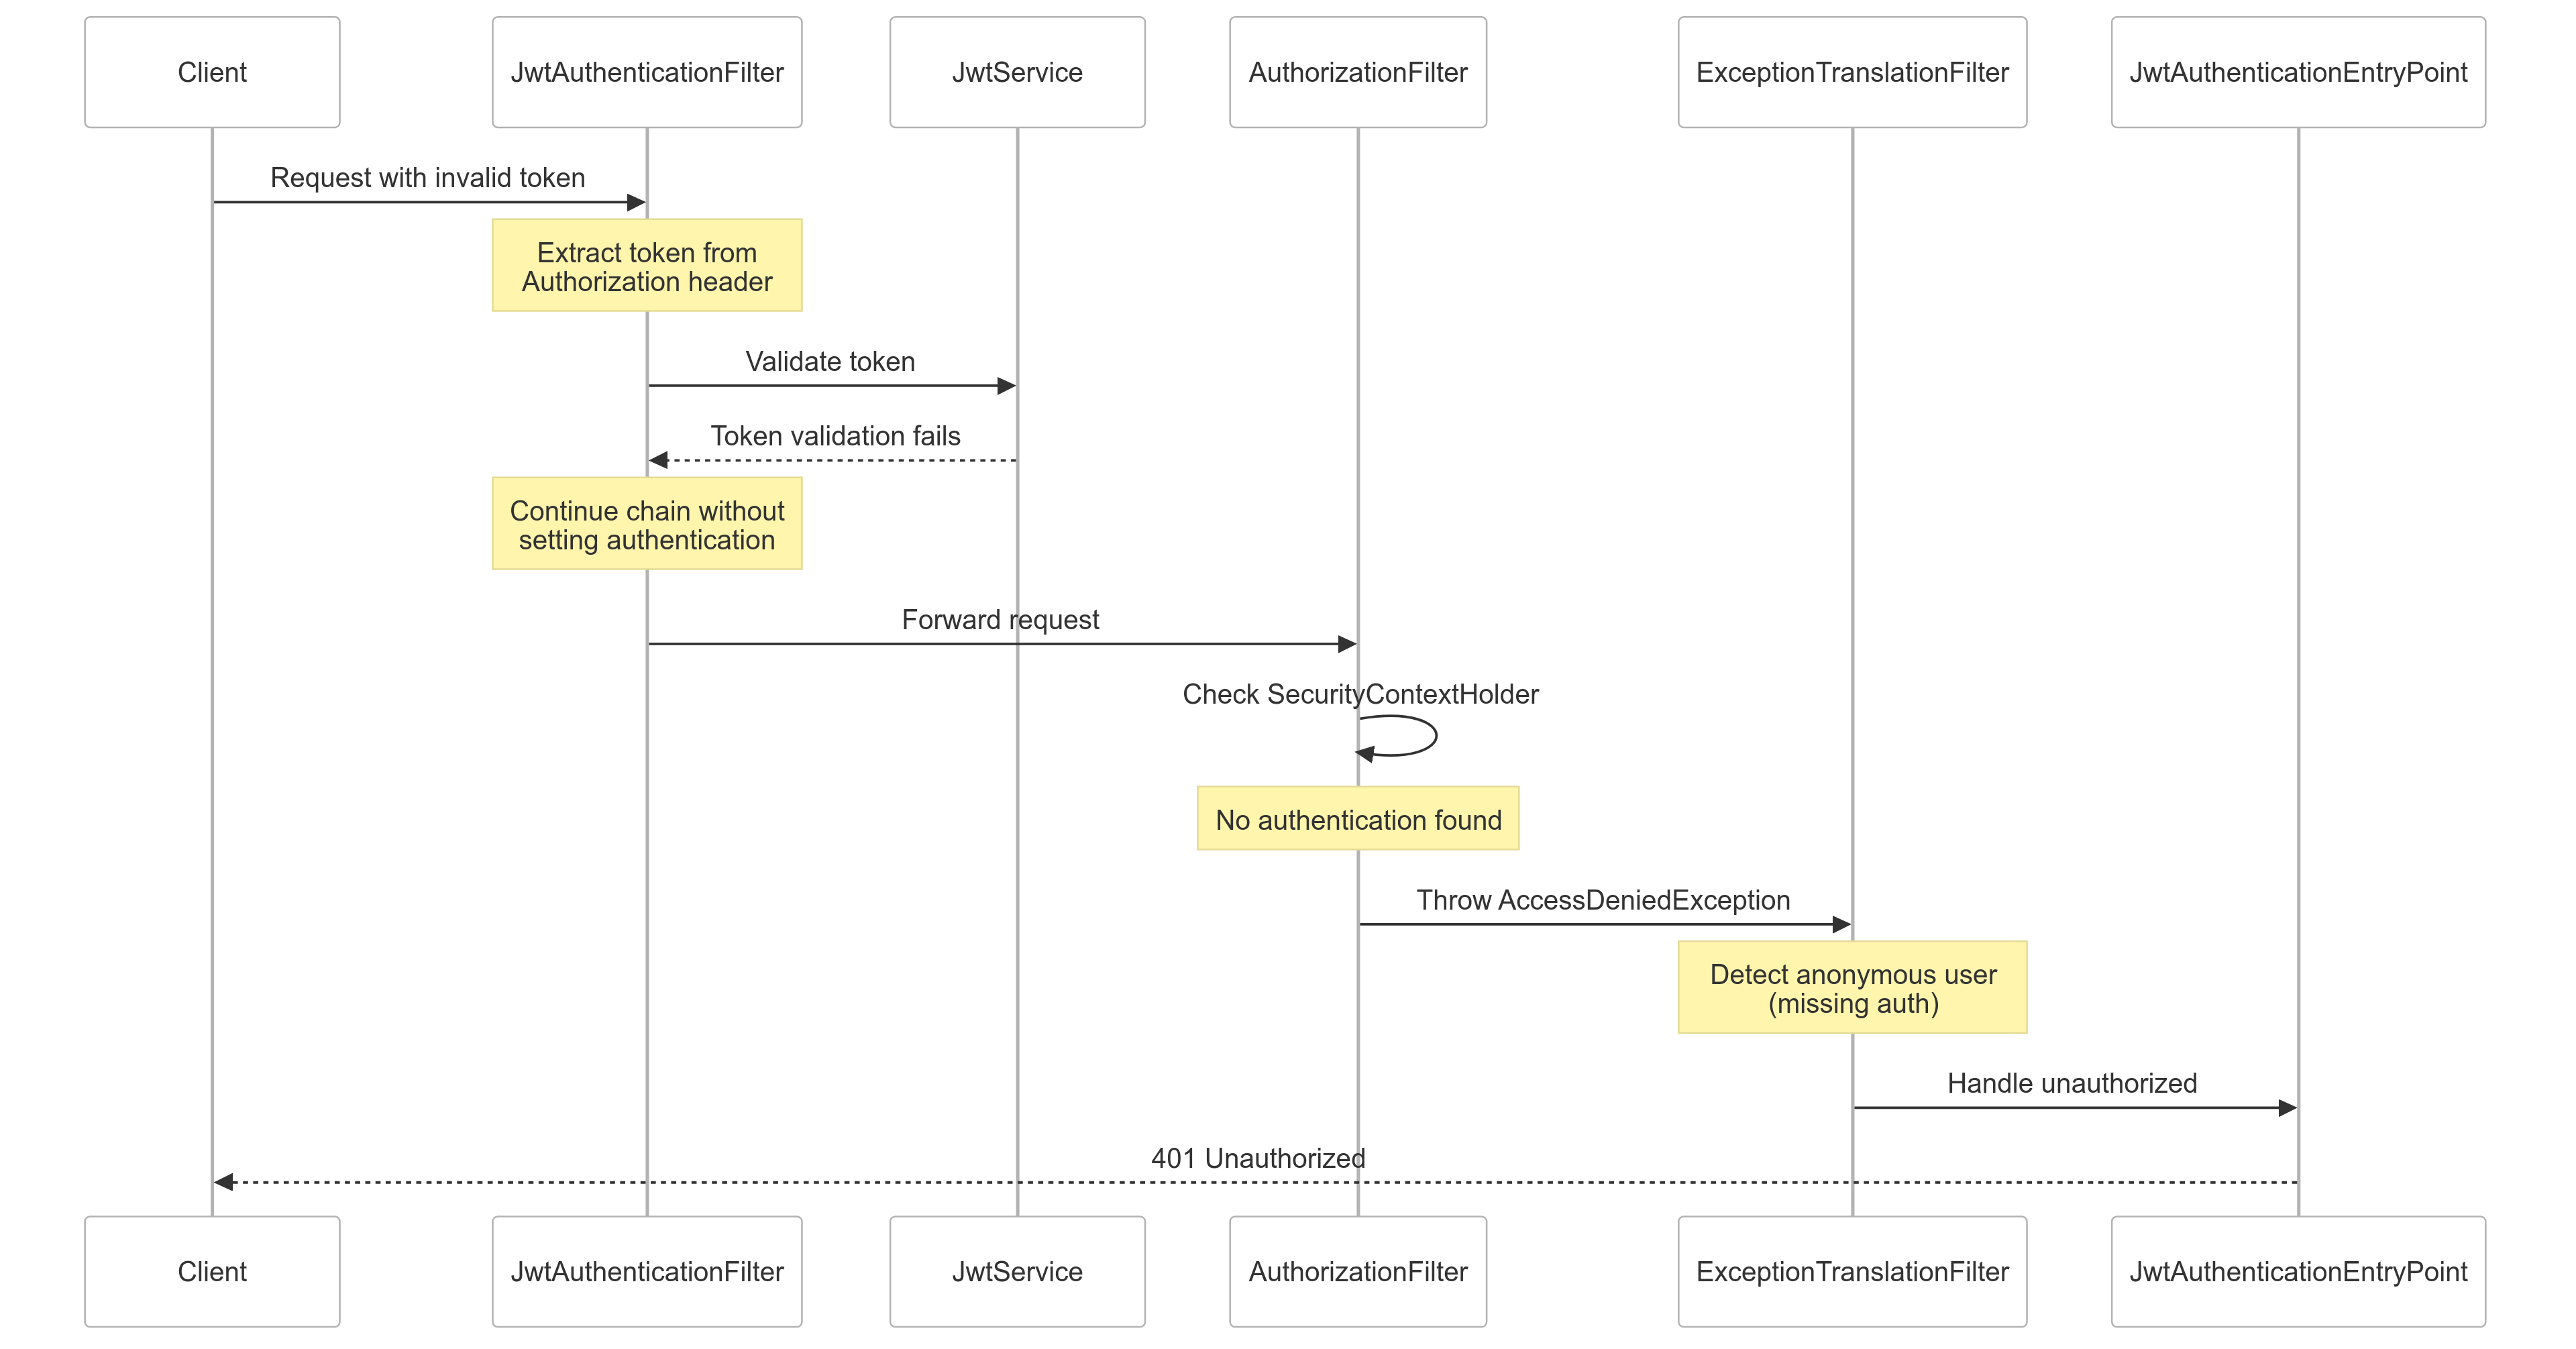 Client
JwtAuthenticationFilter
JwtService
AuthorizationFilter
ExceptionTranslationFilter
JwtAuthenticationEntryPoint
Request with invalid token
Extract token from
Authorization header
Validate token
Token validation fails
Continue chain without
setting authentication
Forward request
Check SecurityContextHolder
No authentication found
Throw AccessDeniedException
Detect anonymous user
(missing auth)
Handle unauthorized
401 Unauthorized
Client
JwtAuthenticationFilter
JwtService
AuthorizationFilter
ExceptionTranslationFilter
JwtAuthenticationEntryPoint